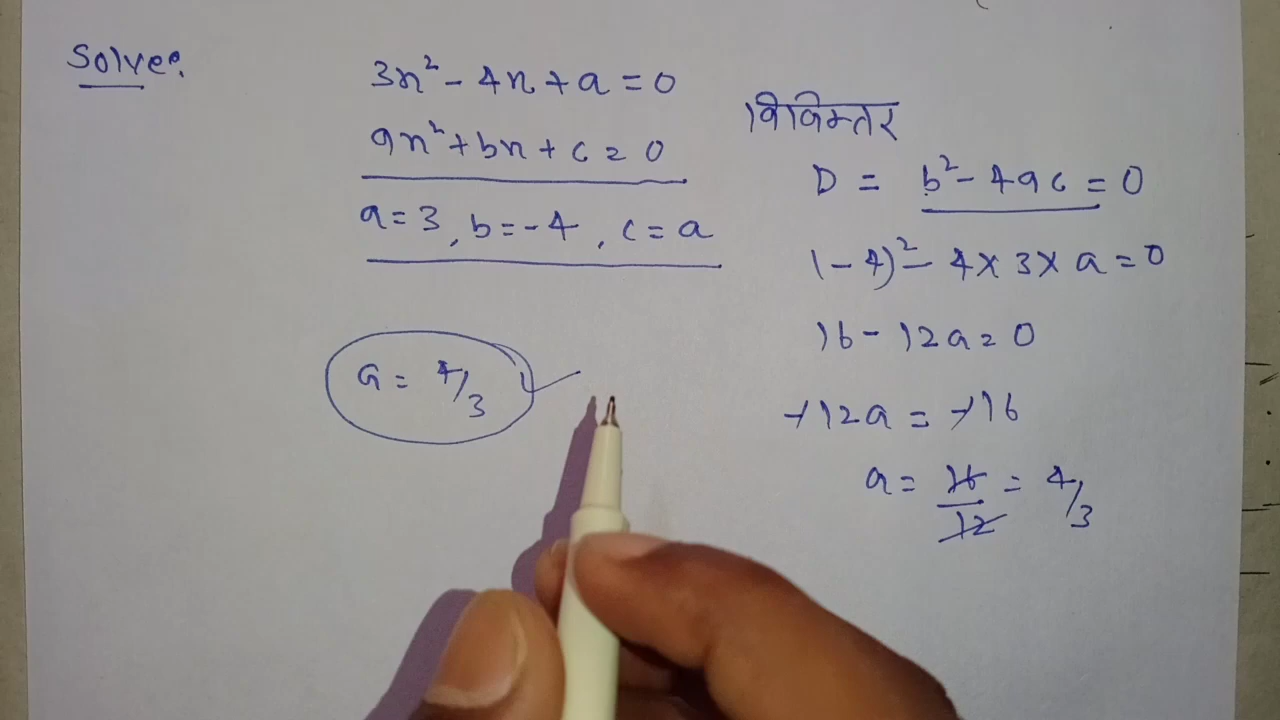 Solve:
3x² - 4x + a = 0
ax² + bx + c = 0
a = 3, b = -4, c = a
a = 4/3
विविक्तर
D = b² - 4ac = 0
(-4)² - 4 × 3 × a = 0
16 - 12a = 0
-12a = -16
a = 16/12 = 4/3